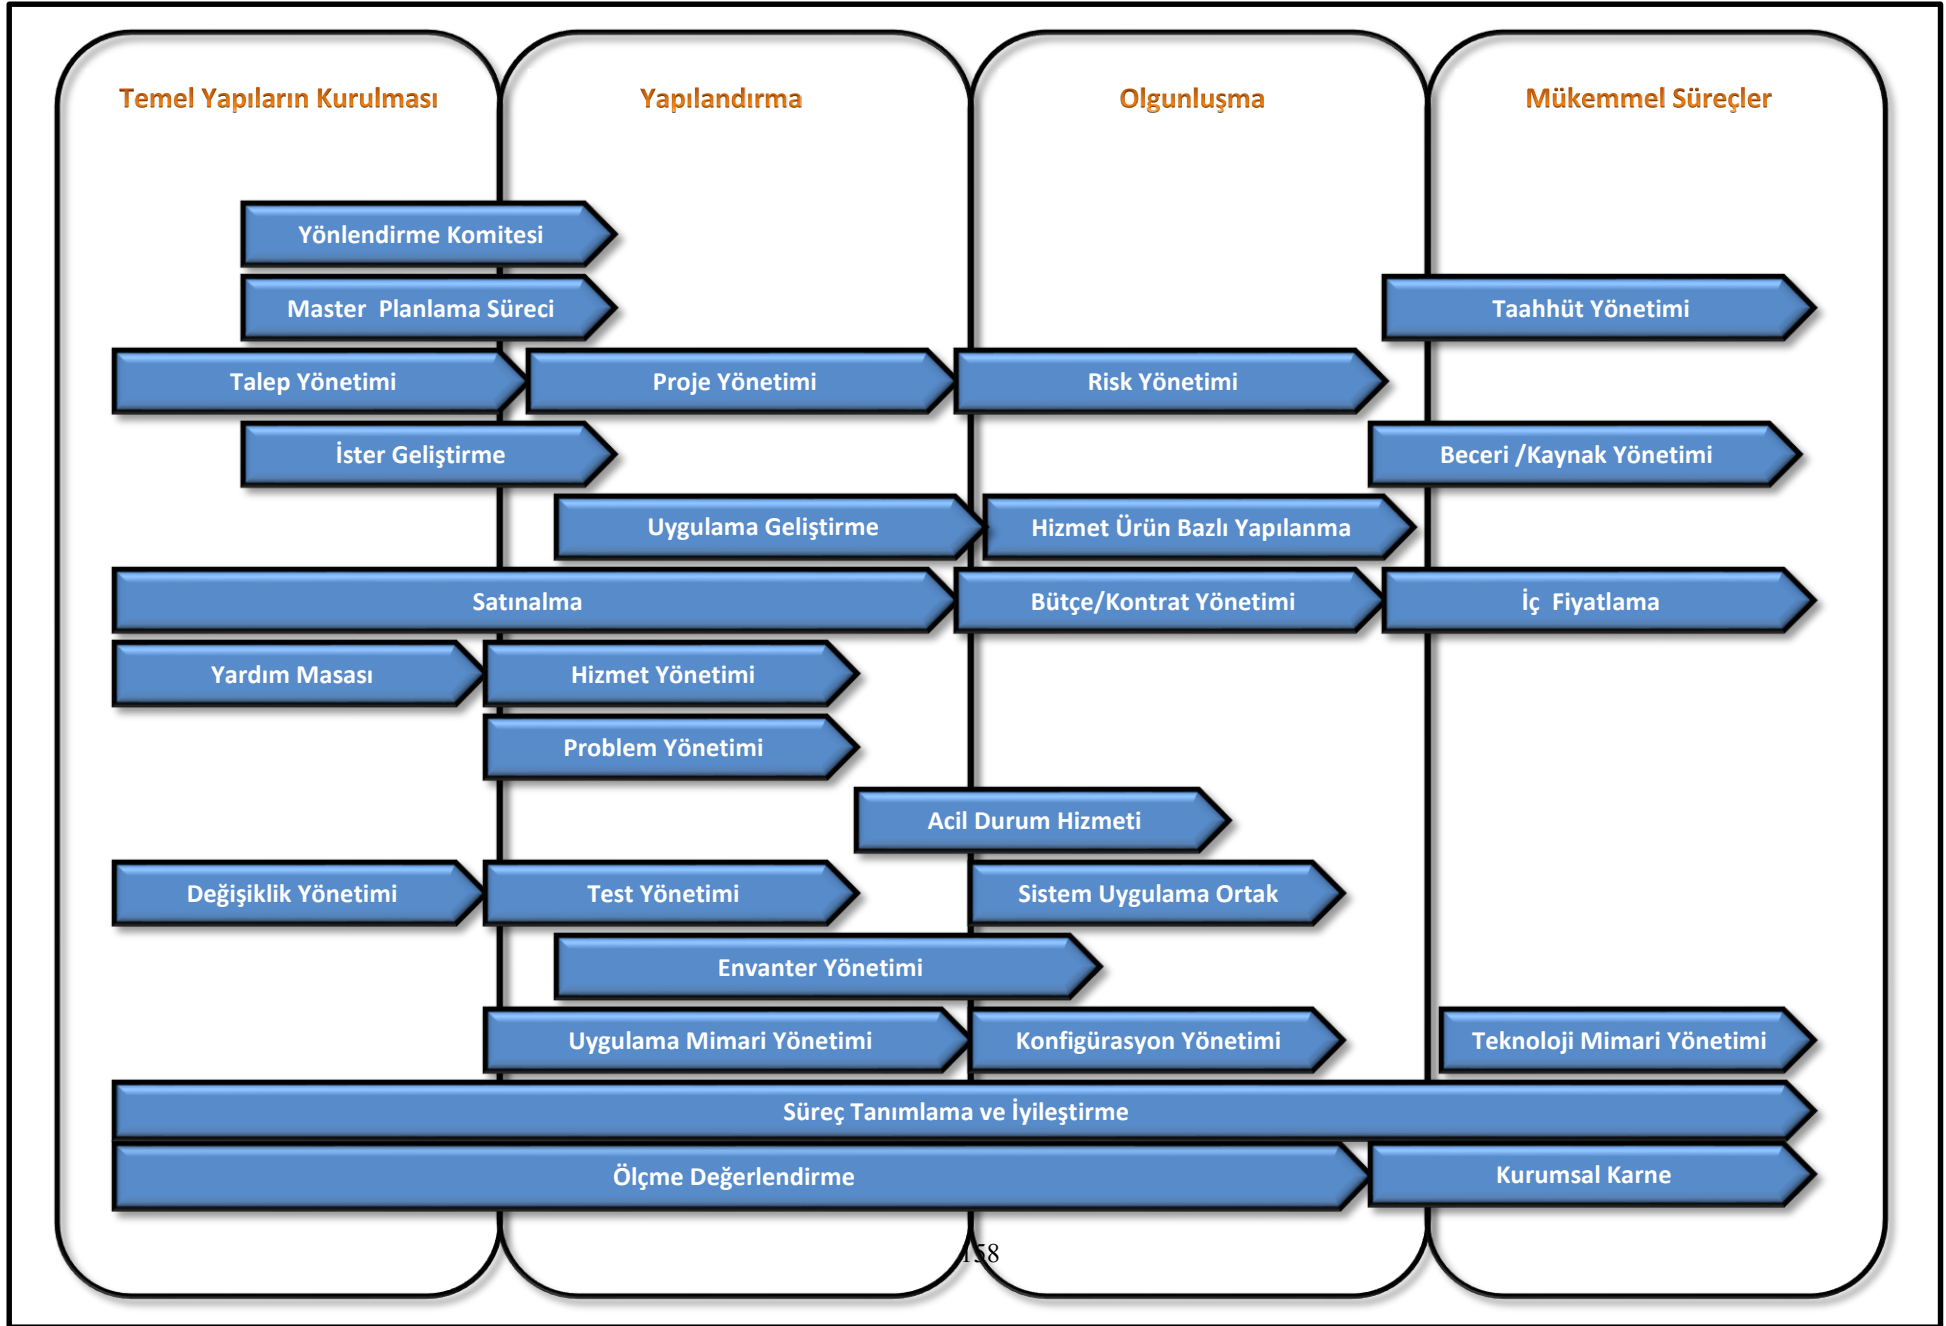 Temel Yapıların Kurulması
Yapılandırma
Olgunluşma
Mükemmel Süreçler
Yönlendirme Komitesi
Master  Planlama Süreci
Taahhüt Yönetimi
Talep Yönetimi
Proje Yönetimi
Risk Yönetimi
İster Geliştirme
Beceri /Kaynak Yönetimi
Uygulama Geliştirme
Hizmet Ürün Bazlı Yapılanma
Satınalma
Bütçe/Kontrat Yönetimi
İç  Fiyatlama
Yardım Masası
Hizmet Yönetimi
Problem Yönetimi
Acil Durum Hizmeti
Değişiklik Yönetimi
Test Yönetimi
Sistem Uygulama Ortak
Envanter Yönetimi
Uygulama Mimari Yönetimi
Konfigürasyon Yönetimi
Teknoloji Mimari Yönetimi
Süreç Tanımlama ve İyileştirme
Ölçme Değerlendirme
Kurumsal Karne
158